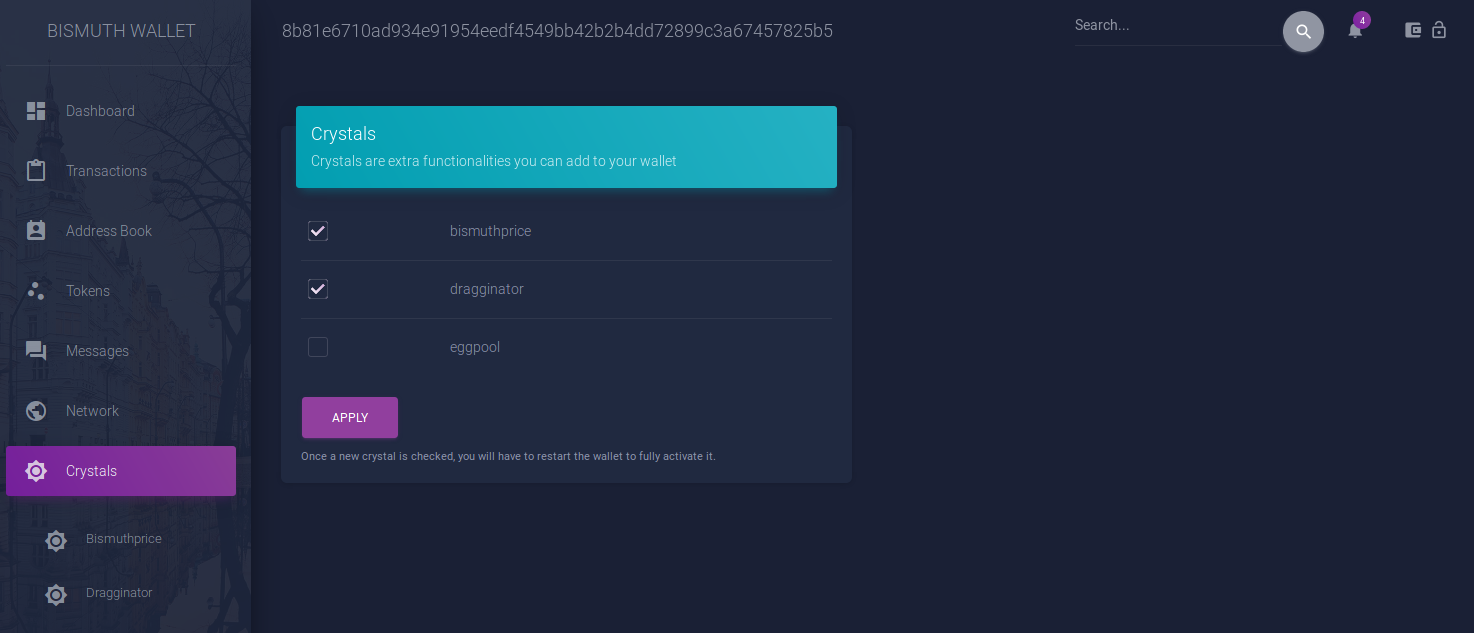 BISMUTH WALLET
8b81e6710ad934e91954eedf4549bb42b2b4dd72899c3a67457825b5
Search...
4
Dashboard
Transactions
Address Book
Tokens
Messages
Network
Crystals
Bismuthprice
Dragginator
Crystals
Crystals are extra functionalities you can add to your wallet
bismuthprice
dragginator
eggpool
APPLY
Once a new crystal is checked, you will have to restart the wallet to fully activate it.